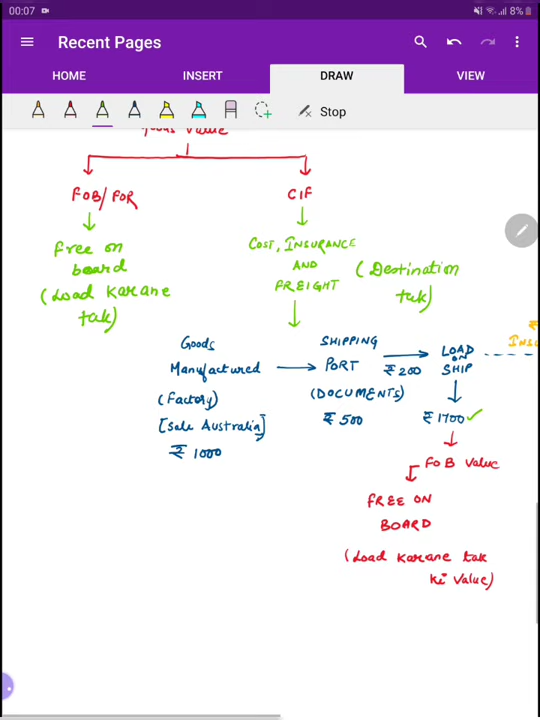 00:07
8%
Recent Pages
HOME INSERT DRAW VIEW
Stop
Goods Value
FOB/FOR
CIF
Free on
board
(Load Karane
tak)
COST, INSURANCE
AND
FREIGHT
(Destination
tak)
Goods
Manufactured
(Factory)
[Sale Australia]
₹ 1000
SHIPPING
PORT
(DOCUMENTS)
₹ 500
₹ 200
LOAD
ON
SHIP
₹ 1700
FOB Value
FREE ON
BOARD
(Load Karane tak
ki Value)